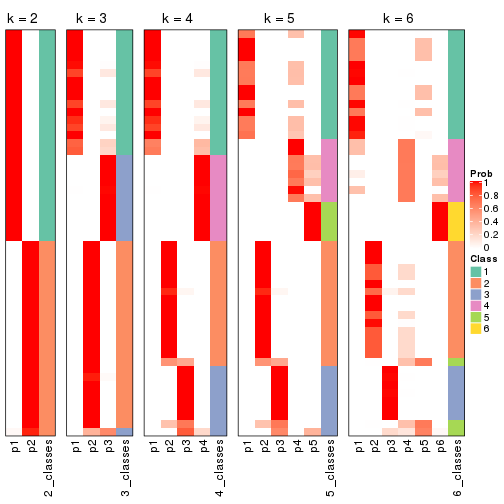 k = 2
k = 3
k = 4
k = 5
k = 6
p1
p2
2_classes
p1
p2
p3
3_classes
p1
p2
p3
p4
4_classes
p1
p2
p3
p4
p5
5_classes
p1
p2
p3
p4
p5
p6
6_classes
Prob
1
0.8
0.6
0.4
0.2
0
Class
1
2
3
4
5
6